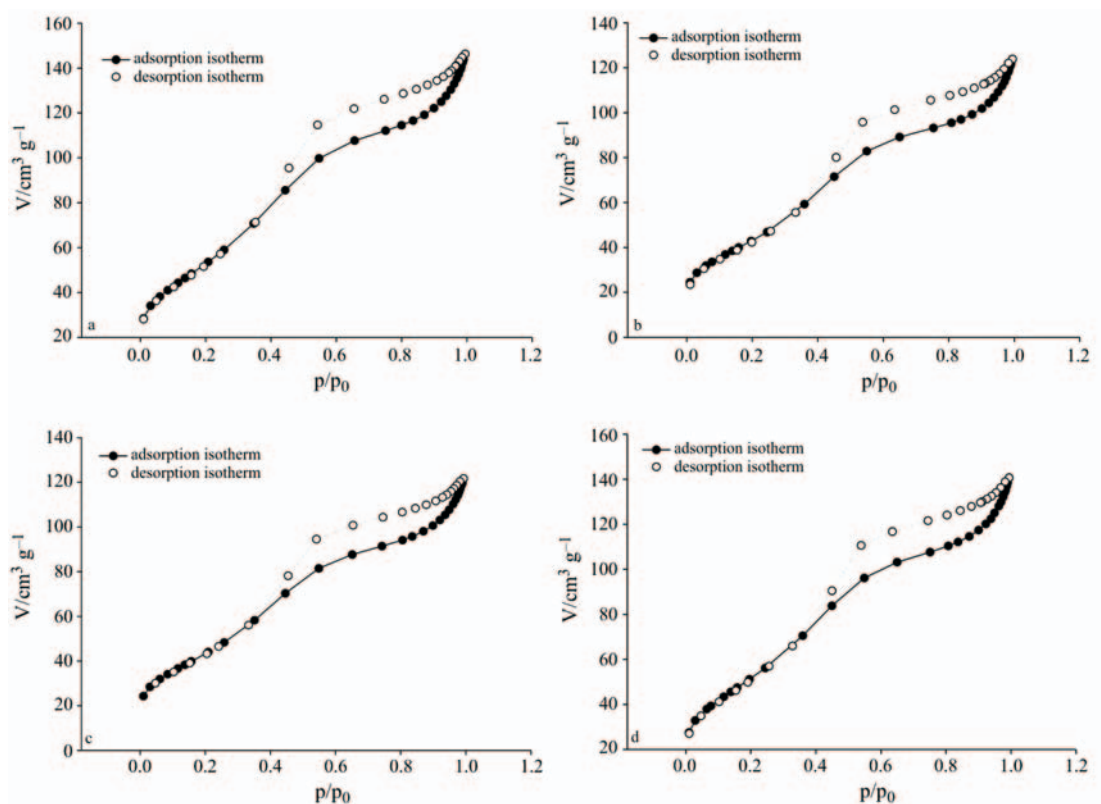 160
140
120
100
80
60
40
20
V/cm³ g⁻¹
adsorption isotherm
desorption isotherm
a
0.0 0.2 0.4 0.6 0.8 1.0 1.2
p/p₀
140
120
100
80
60
40
20
0
V/cm³ g⁻¹
adsorption isotherm
desorption isotherm
b
0.0 0.2 0.4 0.6 0.8 1.0 1.2
p/p₀
140
120
100
80
60
40
20
0
V/cm³ g⁻¹
adsorption isotherm
desorption isotherm
c
0.0 0.2 0.4 0.6 0.8 1.0 1.2
p/p₀
160
140
120
100
80
60
40
20
V/cm³ g⁻¹
adsorption isotherm
desorption isotherm
d
0.0 0.2 0.4 0.6 0.8 1.0 1.2
p/p₀